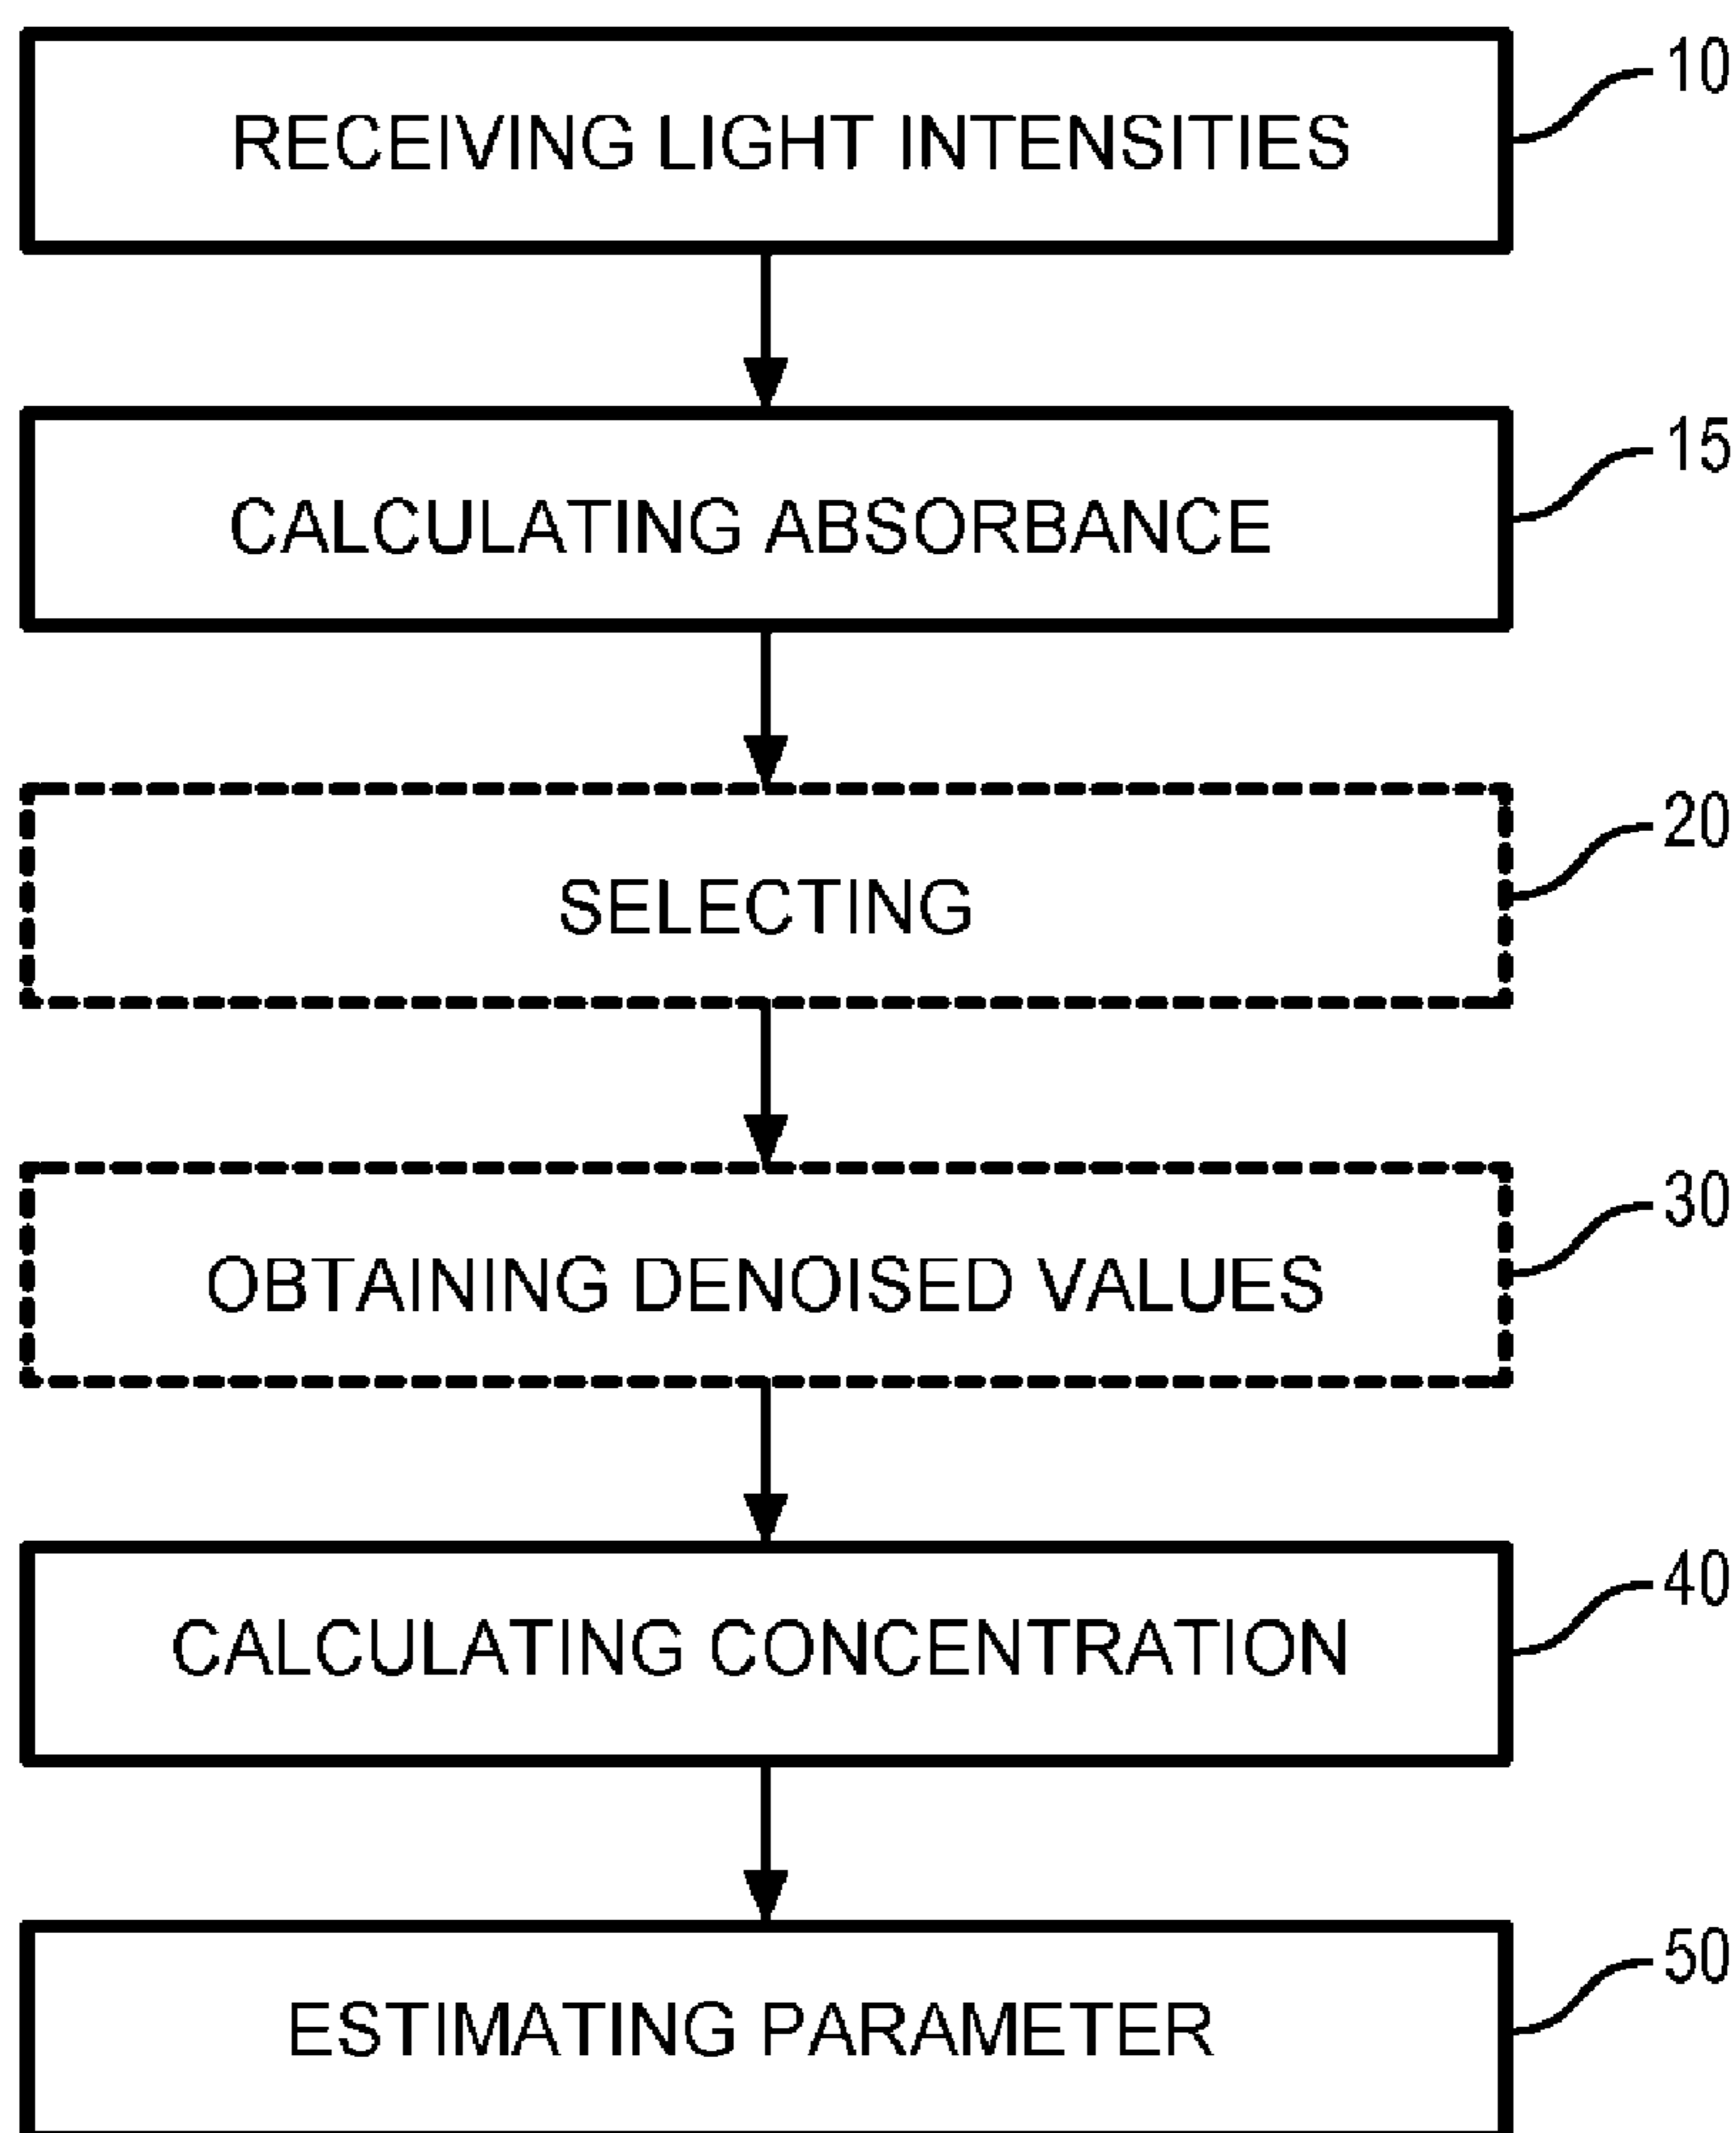 RECEIVING LIGHT INTENSITIES
10
CALCULATING ABSORBANCE
15
SELECTING
20
OBTAINING DENOISED VALUES
30
CALCULATING CONCENTRATION
40
ESTIMATING PARAMETER
50